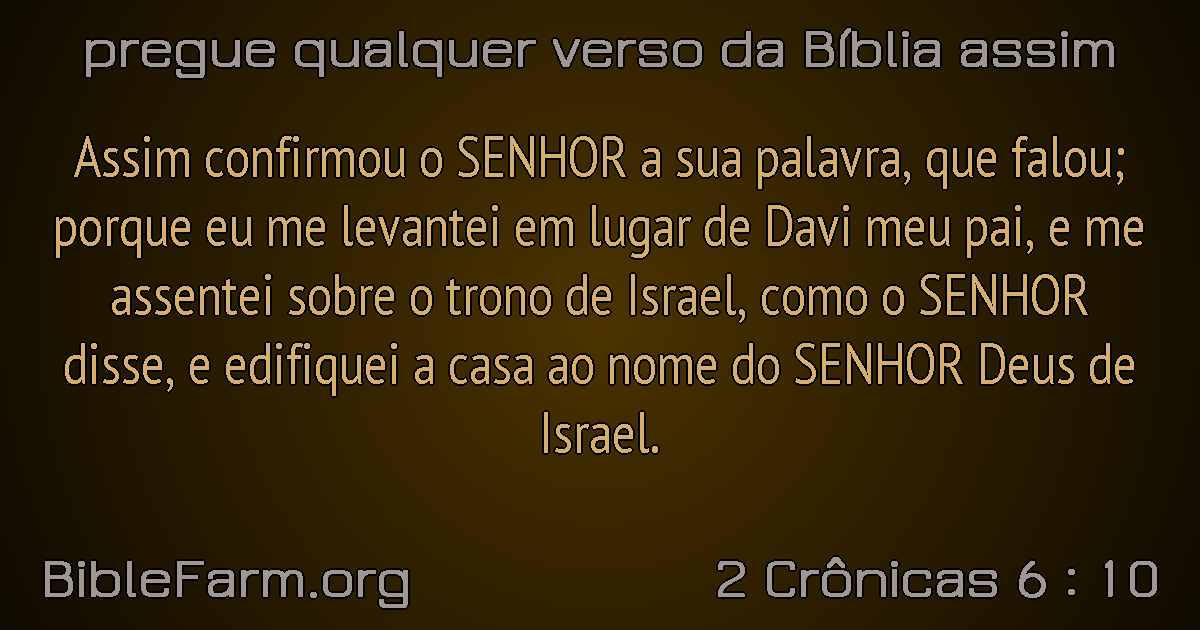 pregue qualquer verso da Bíblia assim
Assim confirmou o SENHOR a sua palavra, que falou;
porque eu me levantei em lugar de Davi meu pai, e me
assentei sobre o trono de Israel, como o SENHOR
disse, e edifiquei a casa ao nome do SENHOR Deus de
Israel.
BibleFarm.org
2 Crônicas 6 : 10